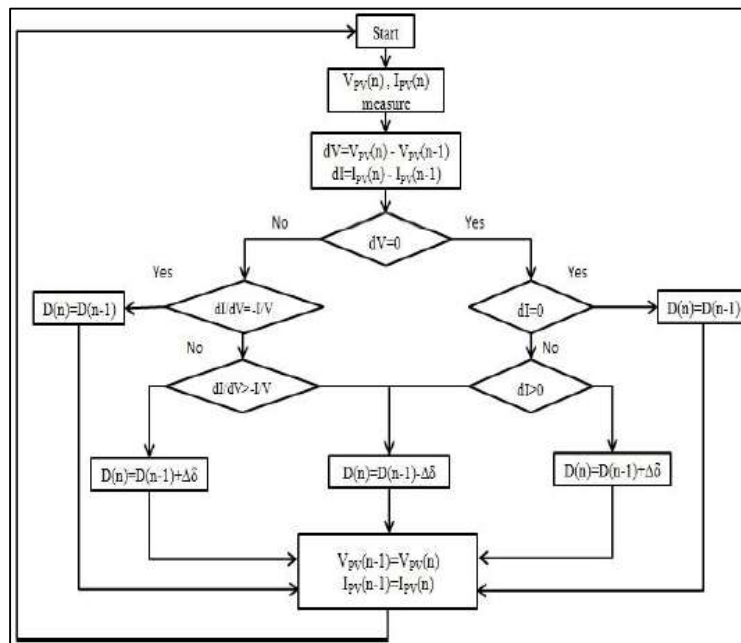 Start
V_PV(n), I_PV(n)
measure
dV=V_PV(n) - V_PV(n-1)
dI=I_PV(n) - I_PV(n-1)
No
Yes
dV=0
Yes
dI/dV=-I/V
D(n)=D(n-1)
No
Yes
dI=0
D(n)=D(n-1)
No
dI/dV>-I/V
dI>0
D(n)=D(n-1)+Δδ
D(n)=D(n-1)-Δδ
D(n)=D(n-1)+Δδ
V_PV(n-1)=V_PV(n)
I_PV(n-1)=I_PV(n)